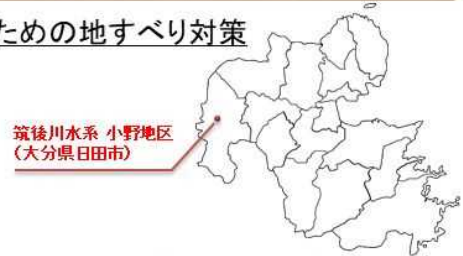 ための地すべり対策
筑後川水系 小野地区
（大分県日田市）